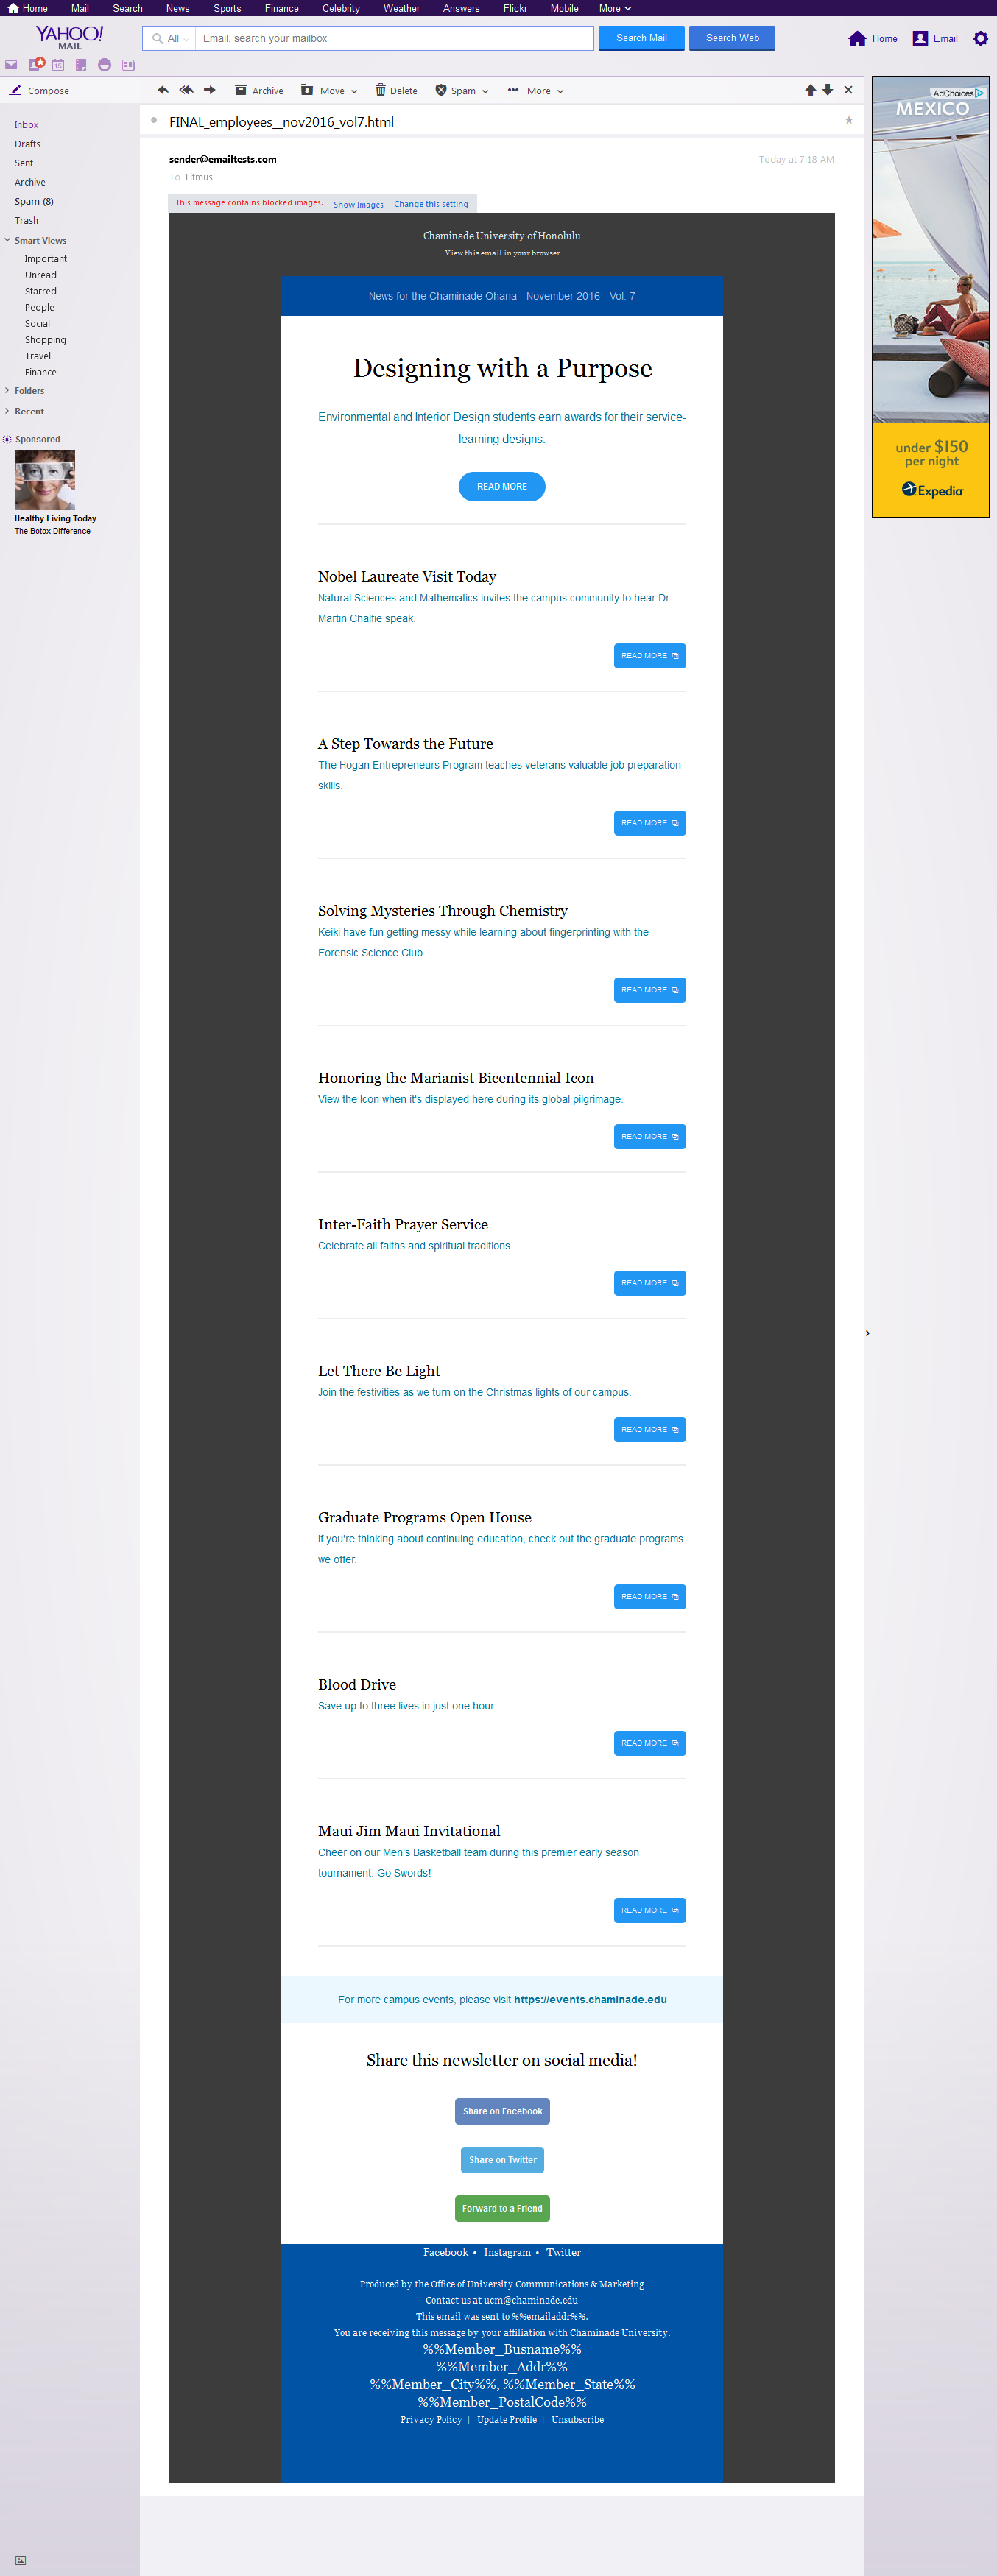 Home Mail Search News Sports Finance Celebrity Weather Answers Flickr Mobile More
YAHOO!
MAIL
All Email, search your mailbox Search Mail Search Web Home Email
15
Compose
Archive Move Delete Spam More
FINAL_employees__nov2016_vol7.html
Inbox
Drafts
Sent
Archive
Spam (8)
Trash
Smart Views
Important
Unread
Starred
People
Social
Shopping
Travel
Finance
Folders
Recent
Sponsored
Healthy Living Today
The Botox Difference
sender@emailtests.com Today at 7:18 AM
To Litmus
This message contains blocked images. Show Images Change this setting
Chaminade University of Honolulu
View this email in your browser
News for the Chaminade Ohana - November 2016 - Vol. 7
Designing with a Purpose
Environmental and Interior Design students earn awards for their service-
learning designs.
READ MORE
Nobel Laureate Visit Today
Natural Sciences and Mathematics invites the campus community to hear Dr.
Martin Chalfie speak.
READ MORE
A Step Towards the Future
The Hogan Entrepreneurs Program teaches veterans valuable job preparation
skills.
READ MORE
Solving Mysteries Through Chemistry
Keiki have fun getting messy while learning about fingerprinting with the
Forensic Science Club.
READ MORE
Honoring the Marianist Bicentennial Icon
View the Icon when it's displayed here during its global pilgrimage.
READ MORE
Inter-Faith Prayer Service
Celebrate all faiths and spiritual traditions.
READ MORE
Let There Be Light
Join the festivities as we turn on the Christmas lights of our campus.
READ MORE
Graduate Programs Open House
If you're thinking about continuing education, check out the graduate programs
we offer.
READ MORE
Blood Drive
Save up to three lives in just one hour.
READ MORE
Maui Jim Maui Invitational
Cheer on our Men's Basketball team during this premier early season
tournament. Go Swords!
READ MORE
For more campus events, please visit https://events.chaminade.edu
Share this newsletter on social media!
Share on Facebook
Share on Twitter
Forward to a Friend
Facebook • Instagram • Twitter
Produced by the Office of University Communications & Marketing
Contact us at ucm@chaminade.edu
This email was sent to %%emailaddr%%.
You are receiving this message by your affiliation with Chaminade University.
%%Member_Busname%%
%%Member_Addr%%
%%Member_City%%, %%Member_State%%
%%Member_PostalCode%%
Privacy Policy | Update Profile | Unsubscribe
AdChoices
MEXICO
under $150
per night
Expedia